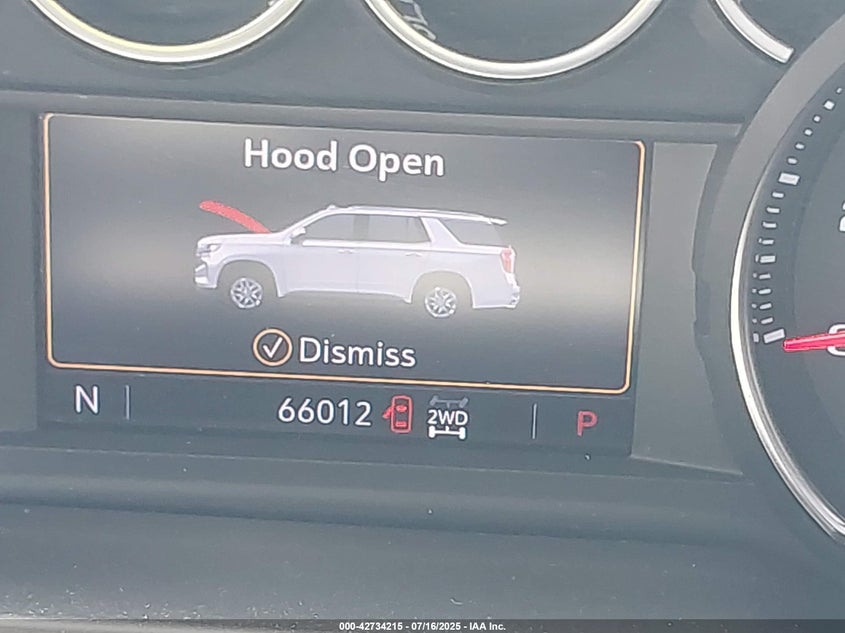 Hood Open
Dismiss
N 66012 2WD P
000-42734215 - 07/16/2025 - IAA Inc.